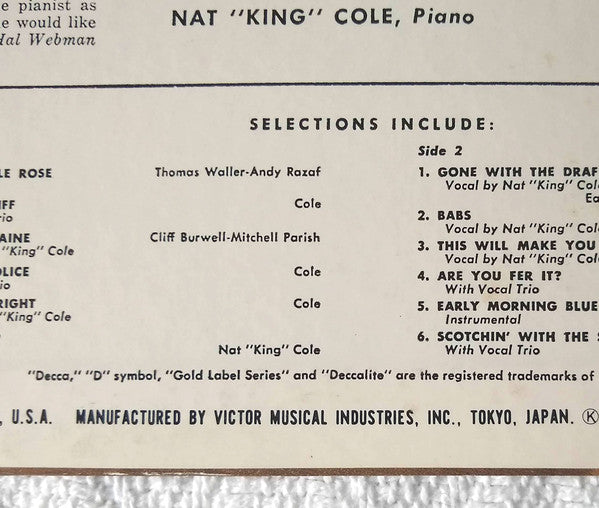 e pianist as
e would like
Hal Webman
NAT "KING" COLE, Piano
SELECTIONS INCLUDE:
LE ROSE Thomas Waller-Andy Razaf
IFF Cole
rio
AINE Cliff Burwell-Mitchell Parish
"King" Cole
OLICE Cole
io
RIGHT Cole
"King" Cole
Nat "King" Cole
Side 2
1. GONE WITH THE DRAF
Vocal by Nat "King" Col
Ea
2. BABS
Vocal by Nat "King" Col
3. THIS WILL MAKE YOU
Vocal by Nat "King" Col
4. ARE YOU FER IT?
With Vocal Trio
5. EARLY MORNING BLUE
Instrumental
6. SCOTCHIN' WITH THE S
With Vocal Trio
"Decca," "D" symbol, "Gold Label Series" and "Deccalite" are the registered trademarks of
, U.S.A. MANUFACTURED BY VICTOR MUSICAL INDUSTRIES, INC., TOKYO, JAPAN. Ⓚ